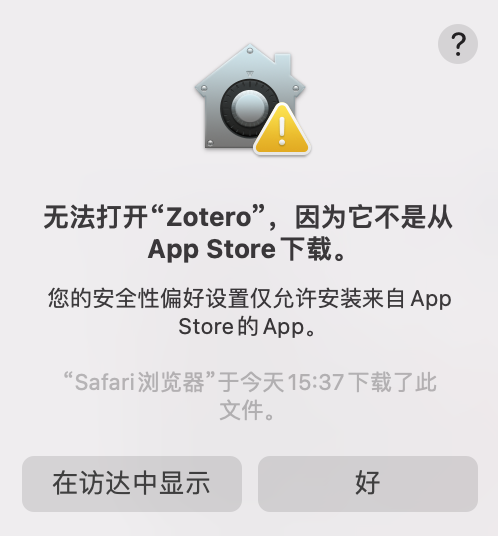 ?
无法打开“Zotero”，因为它不是从
App Store下载。
您的安全性偏好设置仅允许安装来自App
Store的App。
“Safari浏览器”于今天15:37下载了此
文件。
在访达中显示
好